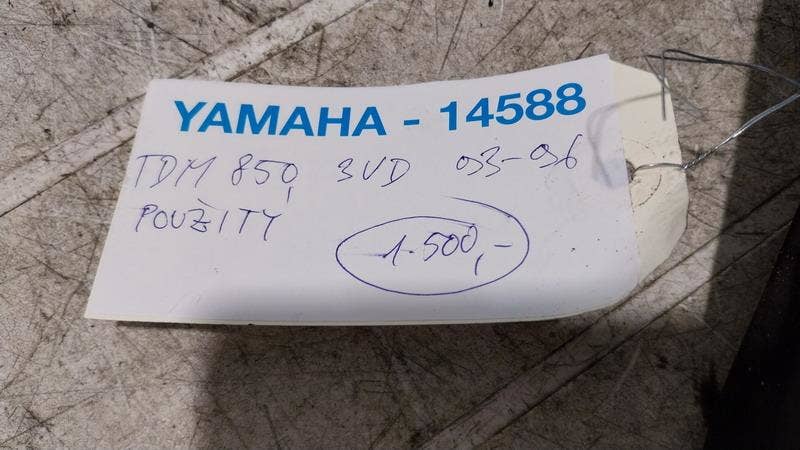 YAMAHA - 14588
TDM 850, 3VD 93-96
POUŽITÝ
1.500,-